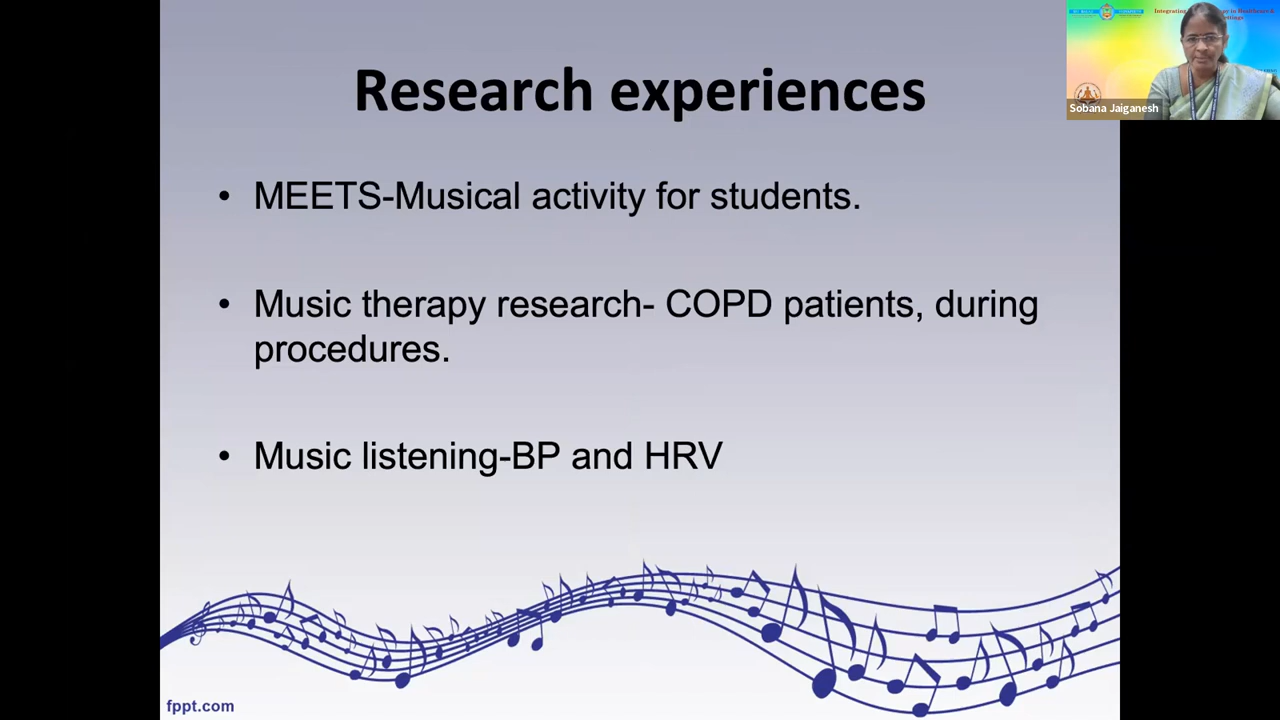 Research experiences
Sobana Jaiganesh
• MEETS-Musical activity for students.
• Music therapy research- COPD patients, during
procedures.
• Music listening-BP and HRV
fppt.com